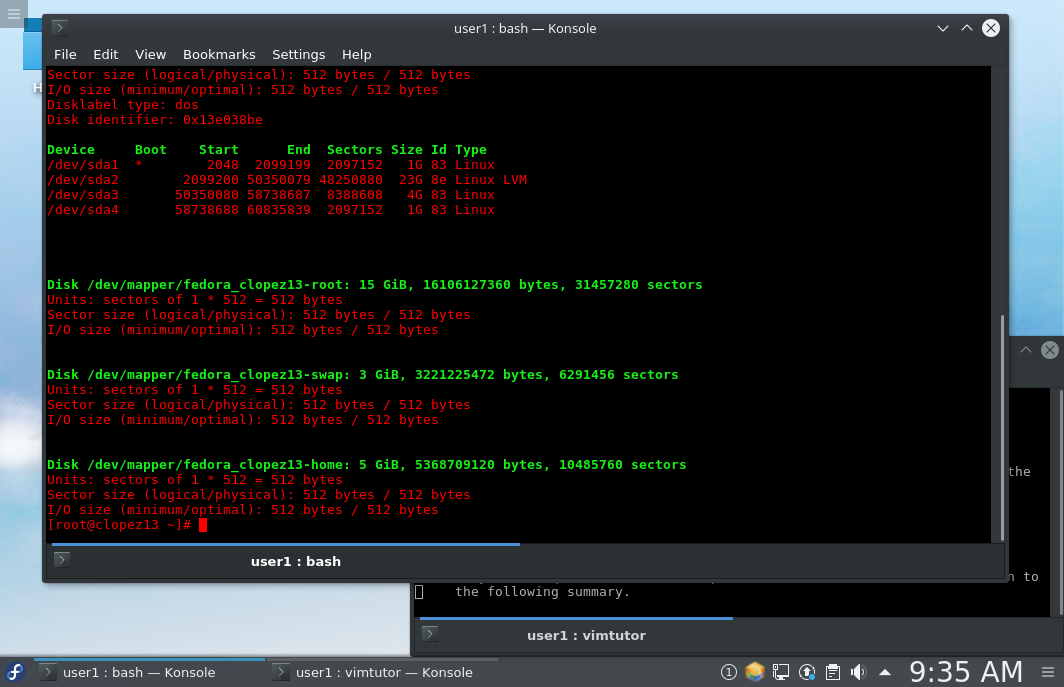 user1 : bash — Konsole
File Edit View Bookmarks Settings Help
Sector size (logical/physical): 512 bytes / 512 bytes
I/O size (minimum/optimal): 512 bytes / 512 bytes
Disklabel type: dos
Disk identifier: 0x13e038be
Device     Boot    Start      End  Sectors Size Id Type
/dev/sda1  *        2048  2099199  2097152   1G 83 Linux
/dev/sda2        2099200 50350079 48250880  23G 8e Linux LVM
/dev/sda3       50350080 58738687  8388608   4G 83 Linux
/dev/sda4       58738688 60835839  2097152   1G 83 Linux
Disk /dev/mapper/fedora_clopez13-root: 15 GiB, 16106127360 bytes, 31457280 sectors
Units: sectors of 1 * 512 = 512 bytes
Sector size (logical/physical): 512 bytes / 512 bytes
I/O size (minimum/optimal): 512 bytes / 512 bytes
Disk /dev/mapper/fedora_clopez13-swap: 3 GiB, 3221225472 bytes, 6291456 sectors
Units: sectors of 1 * 512 = 512 bytes
Sector size (logical/physical): 512 bytes / 512 bytes
I/O size (minimum/optimal): 512 bytes / 512 bytes
Disk /dev/mapper/fedora_clopez13-home: 5 GiB, 5368709120 bytes, 10485760 sectors
Units: sectors of 1 * 512 = 512 bytes
Sector size (logical/physical): 512 bytes / 512 bytes
I/O size (minimum/optimal): 512 bytes / 512 bytes
[root@clopez13 ~]#
user1 : bash
the
to
the following summary.
user1 : vimtutor
user1 : bash — Konsole
user1 : vimtutor — Konsole
1
9:35 AM